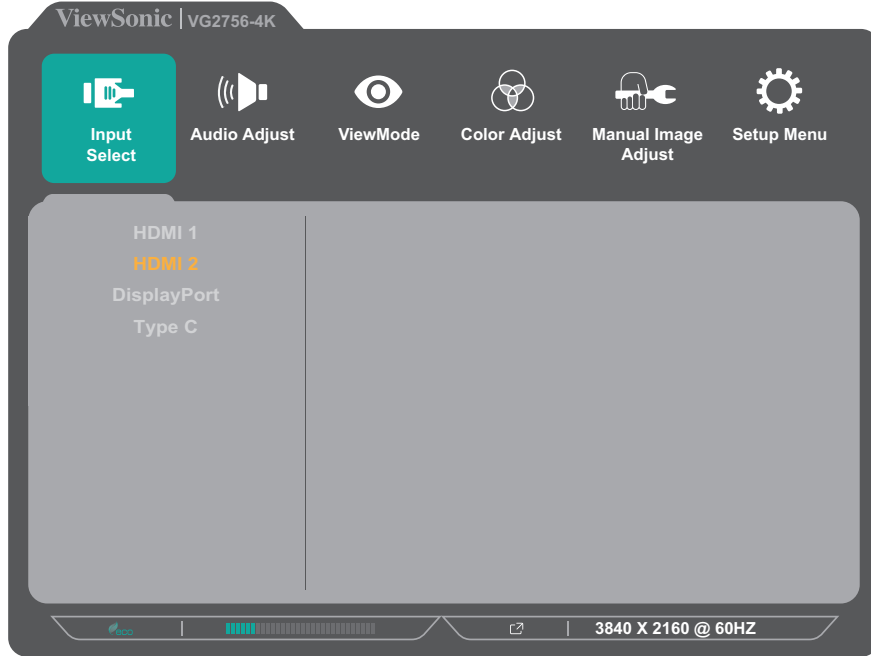 ViewSonic | VG2756-4K
Input
Select
Audio Adjust
ViewMode
Color Adjust
Manual Image
Adjust
Setup Menu
HDMI 1
HDMI 2
DisplayPort
Type C
eco
3840 X 2160 @ 60HZ